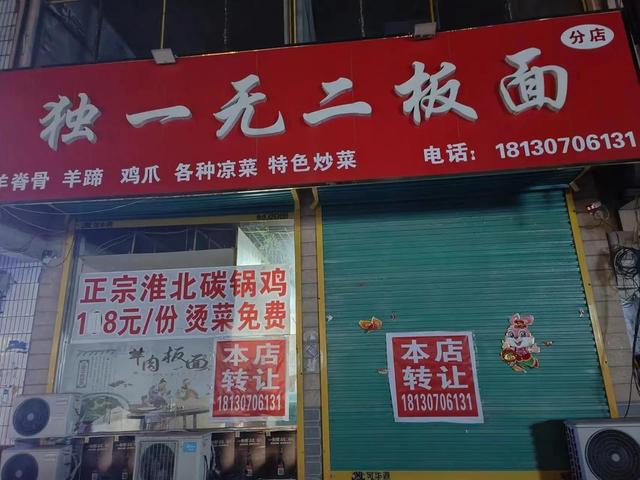 独一无二板面
分店
羊脊骨 羊蹄 鸡爪 各种凉菜 特色炒菜
电话：18130706131
正宗淮北碳锅鸡
1 8元/份 烫菜免费
羊肉板面
本店
转让
18130706131
本店
转让
18130706131